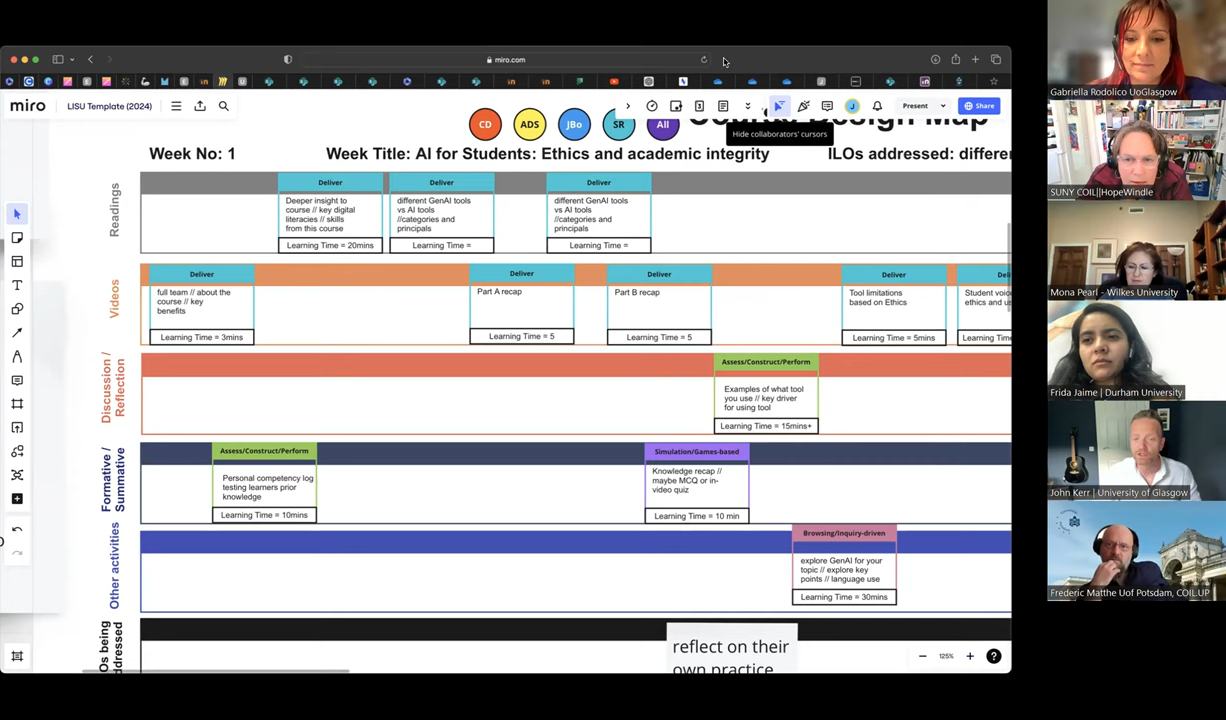 miro.com
miro
LISU Template (2024)
Present
Share
Hide collaborators' cursors
CD
ADS
JBo
SR
All
Course Design Map
Week No: 1
Week Title: AI for Students: Ethics and academic integrity
ILOs addressed: differen
Readings
Deliver
Deeper insight to
course // key digital
literacies // skills
from this course
Learning Time = 20mins
Deliver
different GenAI tools
vs AI tools
//categories and
principals
Learning Time =
Deliver
different GenAI tools
vs AI tools
//categories and
principals
Learning Time =
Videos
Deliver
full team // about the
course // key
benefits
Learning Time = 3mins
Deliver
Part A recap
Learning Time = 5
Deliver
Part B recap
Learning Time = 5
Deliver
Tool limitations
based on Ethics
Learning Time = 5mins
Deli
Student voic
ethics and u
Learning Tim
Discussion /
Reflection
Assess/Construct/Perform
Examples of what tool
you use // key driver
for using tool
Learning Time = 15mins+
Formative /
Summative
Assess/Construct/Perform
Personal competency log
testing learners prior
knowledge
Learning Time = 10mins
Simulation/Games-based
Knowledge recap //
maybe MCQ or in-
video quiz
Learning Time = 10 min
Other activities
Browsing/Inquiry-driven
explore GenAI for your
topic // explore key
points // language use
Learning Time = 30mins
Os being
ddressed
reflect on their
own practice
125%
Gabriella Rodolico UoGlasgow
SUNY COIL||HopeWindle
Mona Pearl - Wilkes University
Frida Jaime | Durham University
John Kerr | University of Glasgow
Frederic Matthe Uof Potsdam, COIL.UP